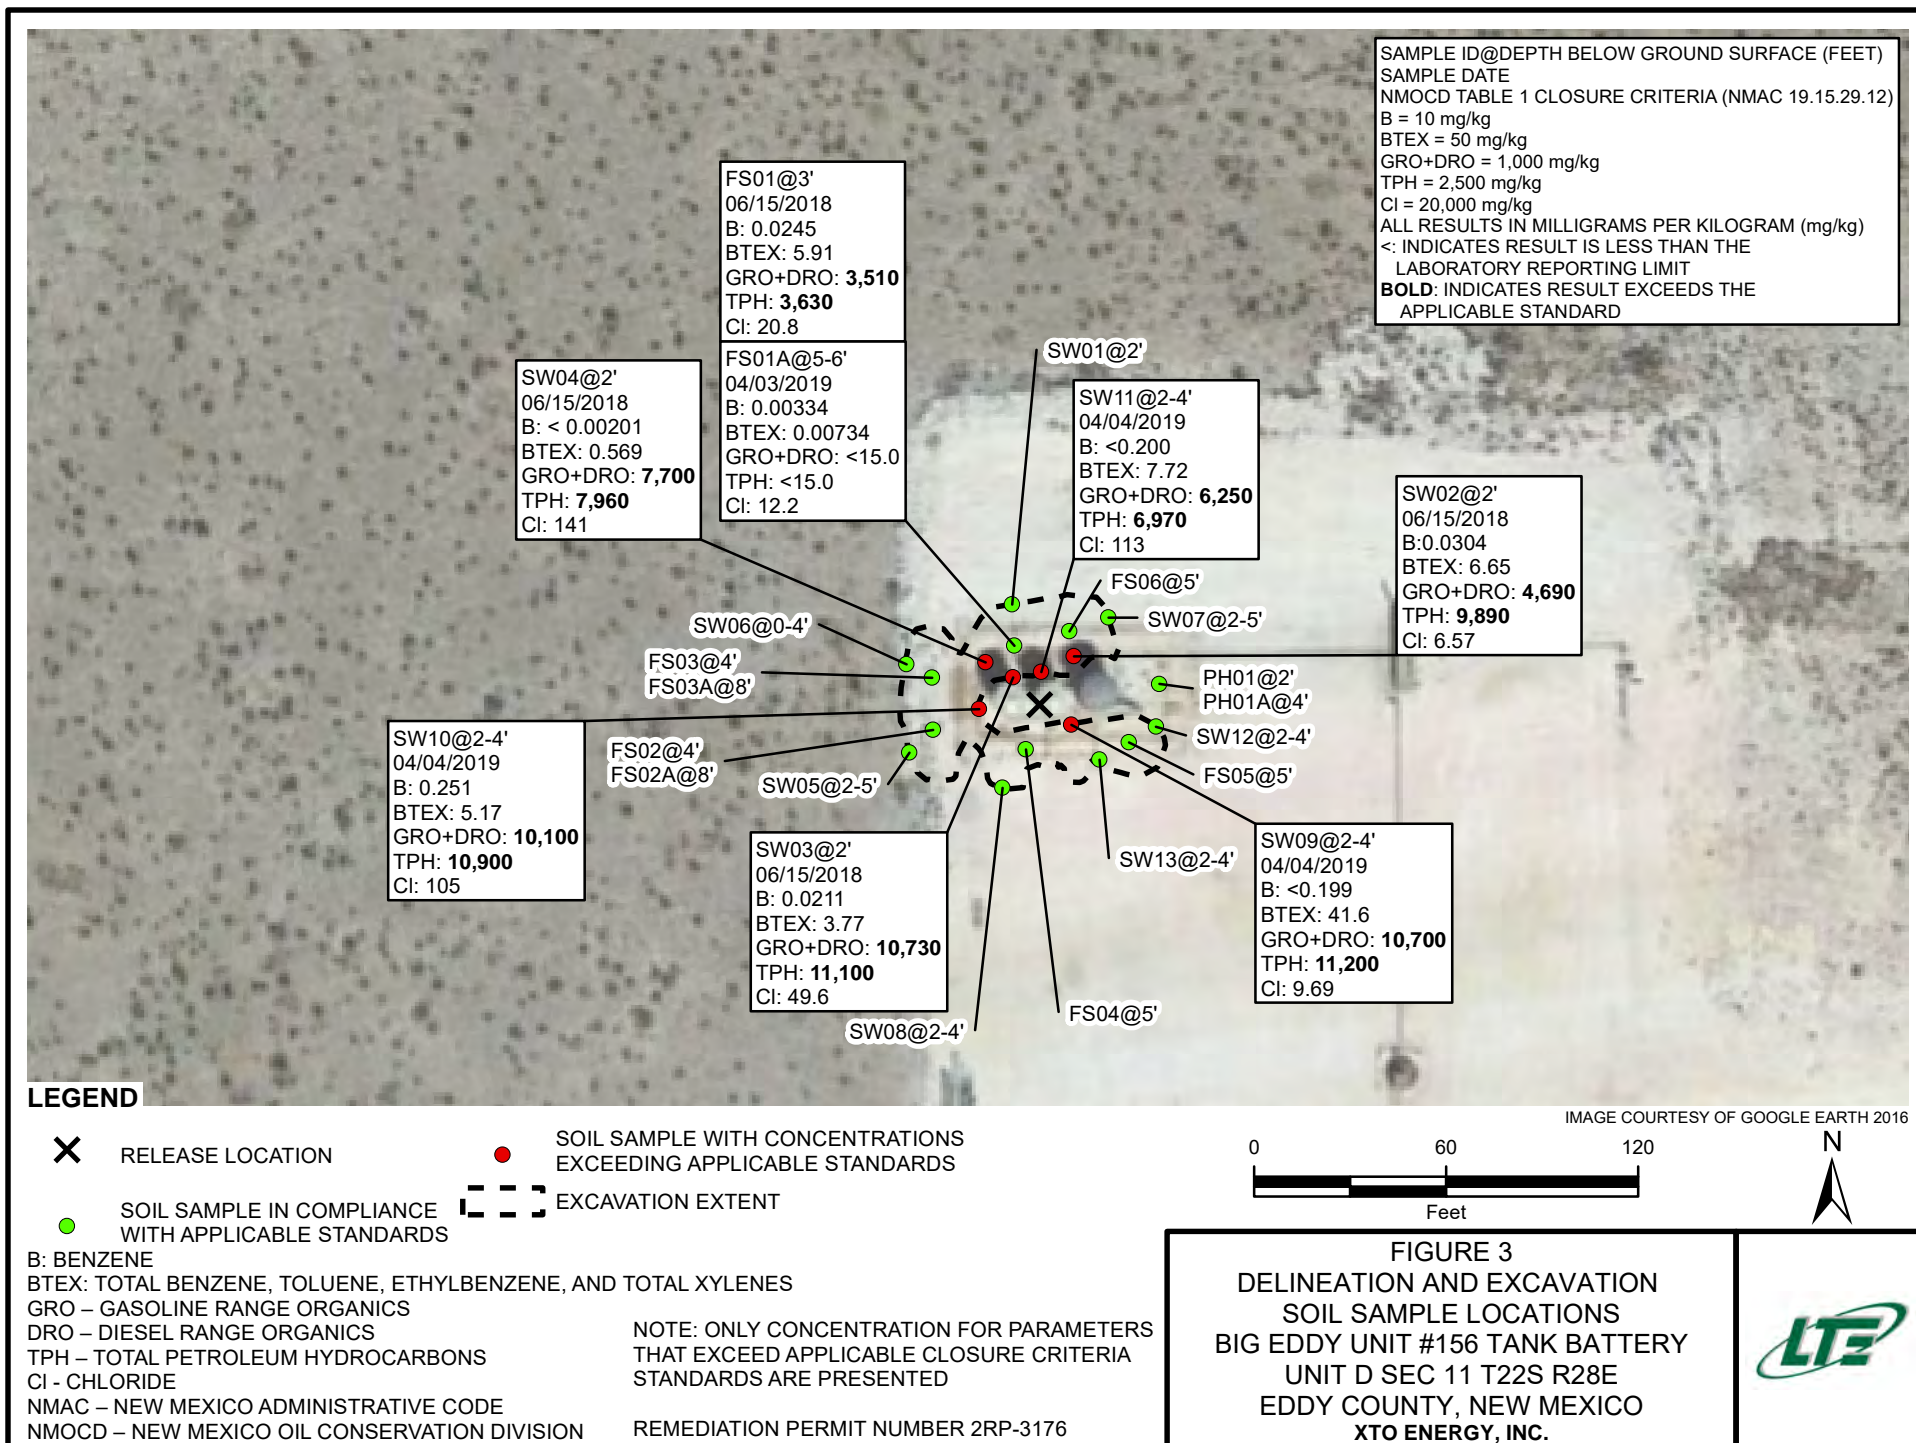 SAMPLE ID@DEPTH BELOW GROUND SURFACE (FEET)
SAMPLE DATE
NMOCD TABLE 1 CLOSURE CRITERIA (NMAC 19.15.29.12)
B = 10 mg/kg
BTEX = 50 mg/kg
GRO+DRO = 1,000 mg/kg
TPH = 2,500 mg/kg
Cl = 20,000 mg/kg
ALL RESULTS IN MILLIGRAMS PER KILOGRAM (mg/kg)
<: INDICATES RESULT IS LESS THAN THE
LABORATORY REPORTING LIMIT
BOLD: INDICATES RESULT EXCEEDS THE
APPLICABLE STANDARD
FS01@3'
06/15/2018
B: 0.0245
BTEX: 5.91
GRO+DRO: 3,510
TPH: 3,630
Cl: 20.8
FS01A@5-6'
04/03/2019
B: 0.00334
BTEX: 0.00734
GRO+DRO: <15.0
TPH: <15.0
Cl: 12.2
SW01@2'
SW04@2'
06/15/2018
B: < 0.00201
BTEX: 0.569
GRO+DRO: 7,700
TPH: 7,960
Cl: 141
SW11@2-4'
04/04/2019
B: <0.200
BTEX: 7.72
GRO+DRO: 6,250
TPH: 6,970
Cl: 113
SW02@2'
06/15/2018
B:0.0304
BTEX: 6.65
GRO+DRO: 4,690
TPH: 9,890
Cl: 6.57
FS06@5'
SW07@2-5'
SW06@0-4'
FS03@4'
FS03A@8'
PH01@2'
PH01A@4'
SW12@2-4'
FS05@5'
FS02@4'
FS02A@8'
SW05@2-5'
SW10@2-4'
04/04/2019
B: 0.251
BTEX: 5.17
GRO+DRO: 10,100
TPH: 10,900
Cl: 105
SW03@2'
06/15/2018
B: 0.0211
BTEX: 3.77
GRO+DRO: 10,730
TPH: 11,100
Cl: 49.6
SW13@2-4'
SW09@2-4'
04/04/2019
B: <0.199
BTEX: 41.6
GRO+DRO: 10,700
TPH: 11,200
Cl: 9.69
FS04@5'
SW08@2-4'
LEGEND
IMAGE COURTESY OF GOOGLE EARTH 2016
RELEASE LOCATION
SOIL SAMPLE WITH CONCENTRATIONS
EXCEEDING APPLICABLE STANDARDS
SOIL SAMPLE IN COMPLIANCE
WITH APPLICABLE STANDARDS
EXCAVATION EXTENT
0 60 120
Feet
N
B: BENZENE
BTEX: TOTAL BENZENE, TOLUENE, ETHYLBENZENE, AND TOTAL XYLENES
GRO – GASOLINE RANGE ORGANICS
DRO – DIESEL RANGE ORGANICS
TPH – TOTAL PETROLEUM HYDROCARBONS
Cl - CHLORIDE
NMAC – NEW MEXICO ADMINISTRATIVE CODE
NMOCD – NEW MEXICO OIL CONSERVATION DIVISION
NOTE: ONLY CONCENTRATION FOR PARAMETERS
THAT EXCEED APPLICABLE CLOSURE CRITERIA
STANDARDS ARE PRESENTED
REMEDIATION PERMIT NUMBER 2RP-3176
FIGURE 3
DELINEATION AND EXCAVATION
SOIL SAMPLE LOCATIONS
BIG EDDY UNIT #156 TANK BATTERY
UNIT D SEC 11 T22S R28E
EDDY COUNTY, NEW MEXICO
XTO ENERGY, INC.
LTE